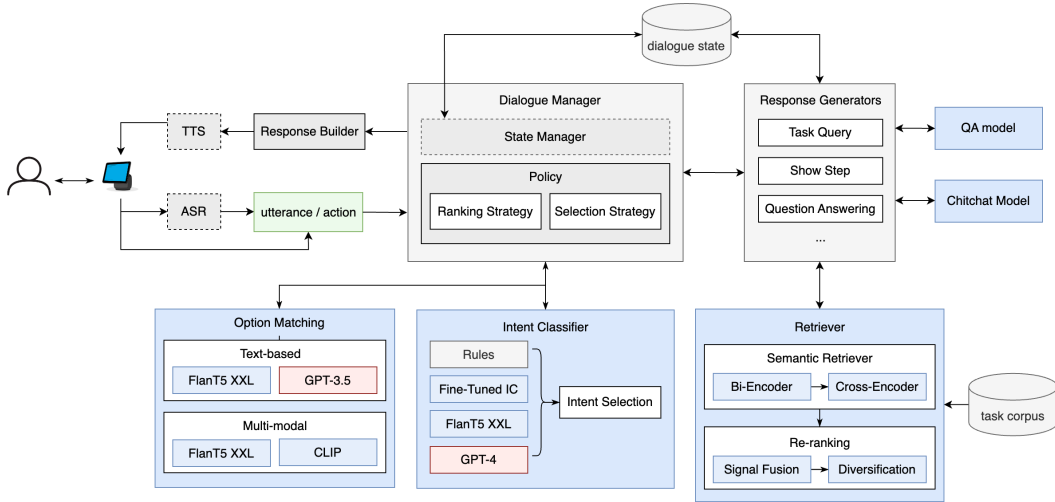 dialogue state
Dialogue Manager
Response Generators
TTS
Response Builder
State Manager
Task Query
QA model
Policy
Show Step
ASR
utterance / action
Ranking Strategy
Selection Strategy
Question Answering
Chitchat Model
...
Option Matching
Text-based
FlanT5 XXL
GPT-3.5
Multi-modal
FlanT5 XXL
CLIP
Intent Classifier
Rules
Fine-Tuned IC
FlanT5 XXL
GPT-4
Intent Selection
Retriever
Semantic Retriever
Bi-Encoder
Cross-Encoder
Re-ranking
Signal Fusion
Diversification
task corpus